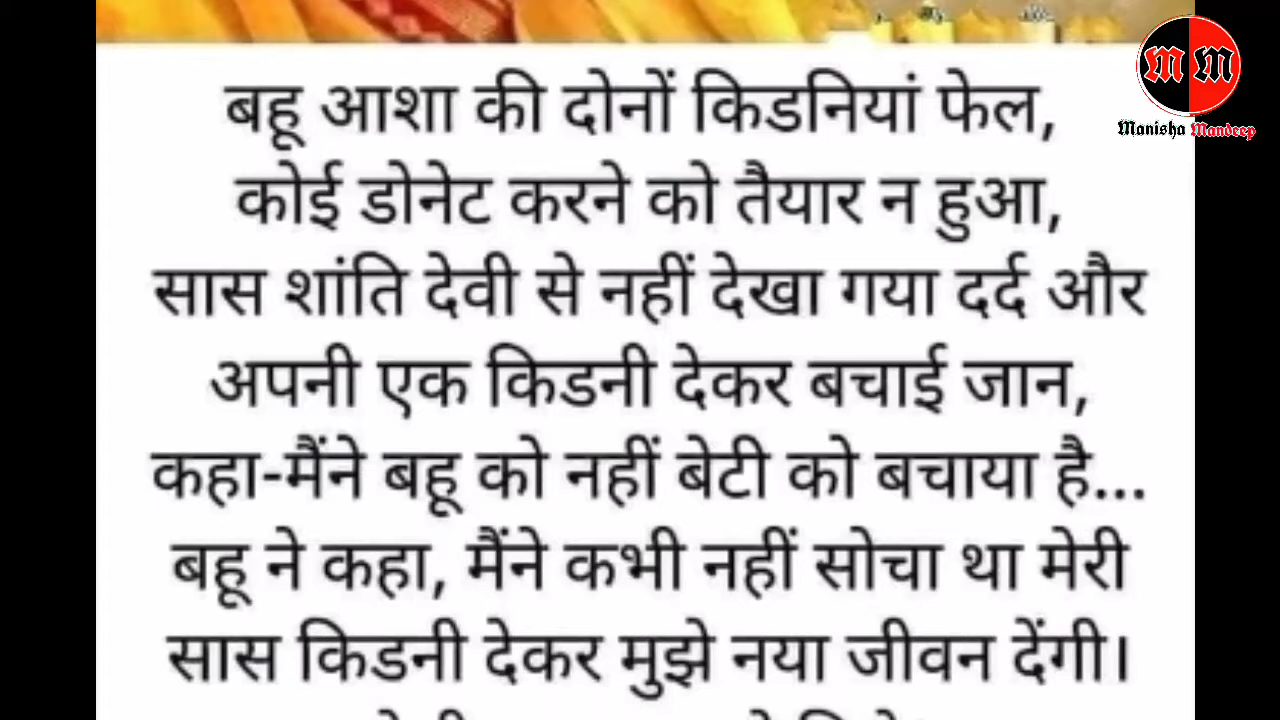 M M
Manisha Mandeep
बहू आशा की दोनों किडनियां फेल,
कोई डोनेट करने को तैयार न हुआ,
सास शांति देवी से नहीं देखा गया दर्द और
अपनी एक किडनी देकर बचाई जान,
कहा-मैंने बहू को नहीं बेटी को बचाया है...
बहू ने कहा, मैंने कभी नहीं सोचा था मेरी
सास किडनी देकर मुझे नया जीवन देंगी।